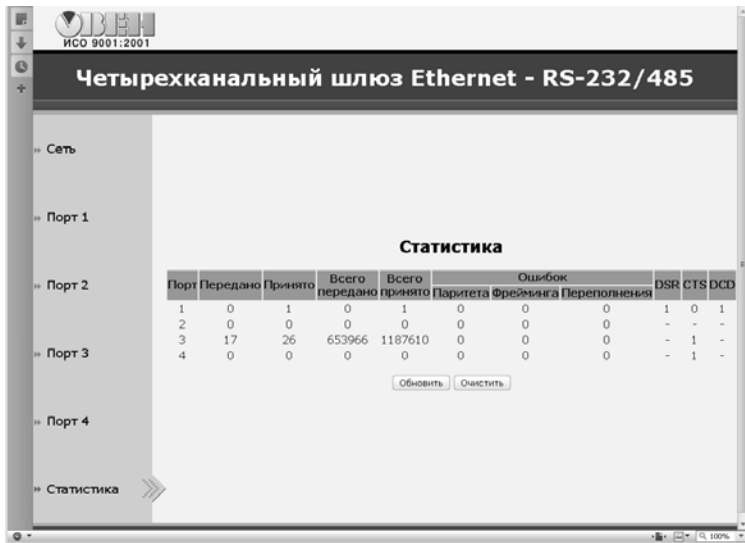 ОВЕН
ИСО 9001:2001
Четырехканальный шлюз Ethernet - RS-232/485
» Сеть
» Порт 1
» Порт 2
» Порт 3
» Порт 4
» Статистика
Статистика
Порт Передано Принято Всего передано Всего принято Ошибок DSR CTS DCD
Паритета Фрейминга Переполнения
1 0 1 0 1 0 0 0 1 0 1
2 0 0 0 0 0 0 0 - - -
3 17 26 653966 1187610 0 0 0 - 1 -
4 0 0 0 0 0 0 0 - 1 -
Обновить Очистить
100%